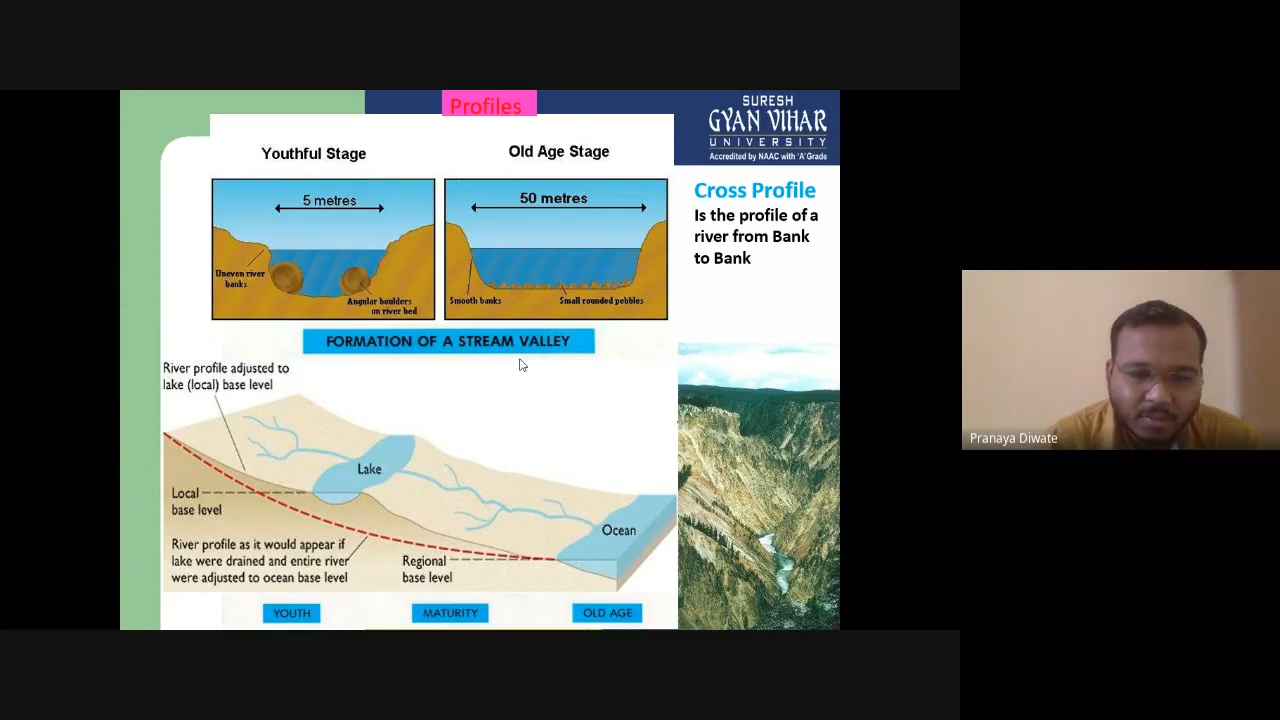 Profiles
SURESH
GYAN VIHAR
UNIVERSITY
Accredited by NAAC with 'A' Grade
Youthful Stage
Old Age Stage
5 metres
Uneven river
banks
Angular boulders
on river bed
50 metres
Smooth banks
Small rounded pebbles
Cross Profile
Is the profile of a
river from Bank
to Bank
FORMATION OF A STREAM VALLEY
River profile adjusted to
lake (local) base level
Lake
Local
base level
Ocean
River profile as it would appear if
lake were drained and entire river
were adjusted to ocean base level
Regional
base level
YOUTH
MATURITY
OLD AGE
Pranaya Diwate